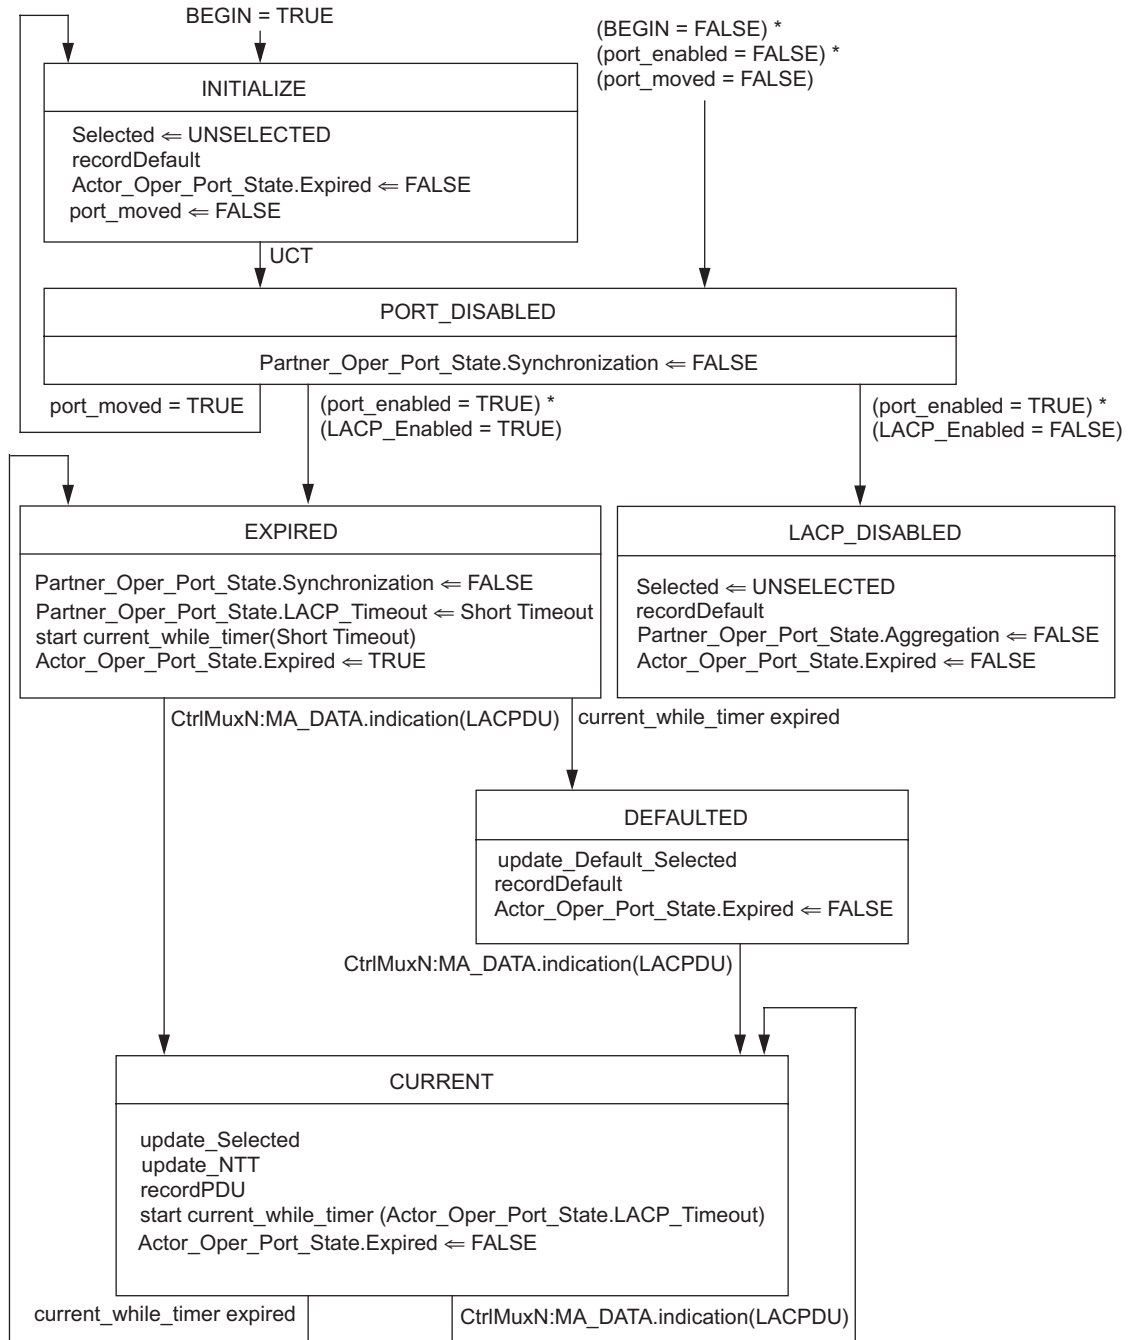 BEGIN = TRUE
(BEGIN = FALSE) *
(port_enabled = FALSE) *
(port_moved = FALSE)
INITIALIZE
Selected ⇐ UNSELECTED
recordDefault
Actor_Oper_Port_State.Expired ⇐ FALSE
port_moved ⇐ FALSE
UCT
PORT_DISABLED
Partner_Oper_Port_State.Synchronization ⇐ FALSE
port_moved = TRUE
(port_enabled = TRUE) *
(LACP_Enabled = TRUE)
(port_enabled = TRUE) *
(LACP_Enabled = FALSE)
EXPIRED
Partner_Oper_Port_State.Synchronization ⇐ FALSE
Partner_Oper_Port_State.LACP_Timeout ⇐ Short Timeout
start current_while_timer(Short Timeout)
Actor_Oper_Port_State.Expired ⇐ TRUE
LACP_DISABLED
Selected ⇐ UNSELECTED
recordDefault
Partner_Oper_Port_State.Aggregation ⇐ FALSE
Actor_Oper_Port_State.Expired ⇐ FALSE
CtrlMuxN:MA_DATA.indication(LACPDU)
current_while_timer expired
DEFAULTED
update_Default_Selected
recordDefault
Actor_Oper_Port_State.Expired ⇐ FALSE
CtrlMuxN:MA_DATA.indication(LACPDU)
CURRENT
update_Selected
update_NTT
recordPDU
start current_while_timer (Actor_Oper_Port_State.LACP_Timeout)
Actor_Oper_Port_State.Expired ⇐ FALSE
current_while_timer expired
CtrlMuxN:MA_DATA.indication(LACPDU)